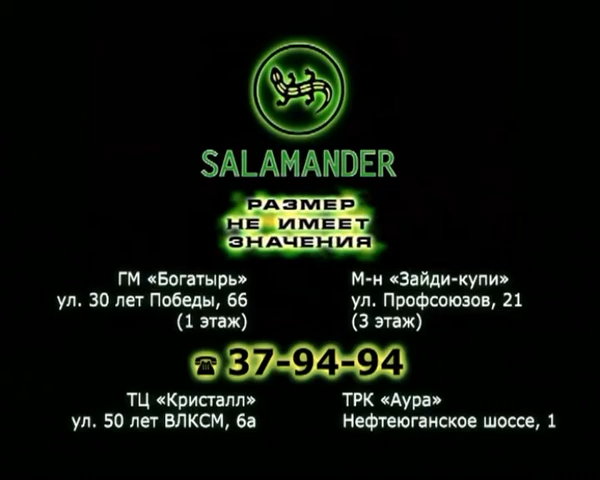 SALAMANDER
РАЗМЕР
НЕ ИМЕЕТ
ЗНАЧЕНИЯ
ГМ «Богатырь»
ул. 30 лет Победы, 66
(1 этаж)
М-н «Зайди-купи»
ул. Профсоюзов, 21
(3 этаж)
☎ 37-94-94
ТЦ «Кристалл»
ул. 50 лет ВЛКСМ, 6а
ТРК «Аура»
Нефтеюганское шоссе, 1